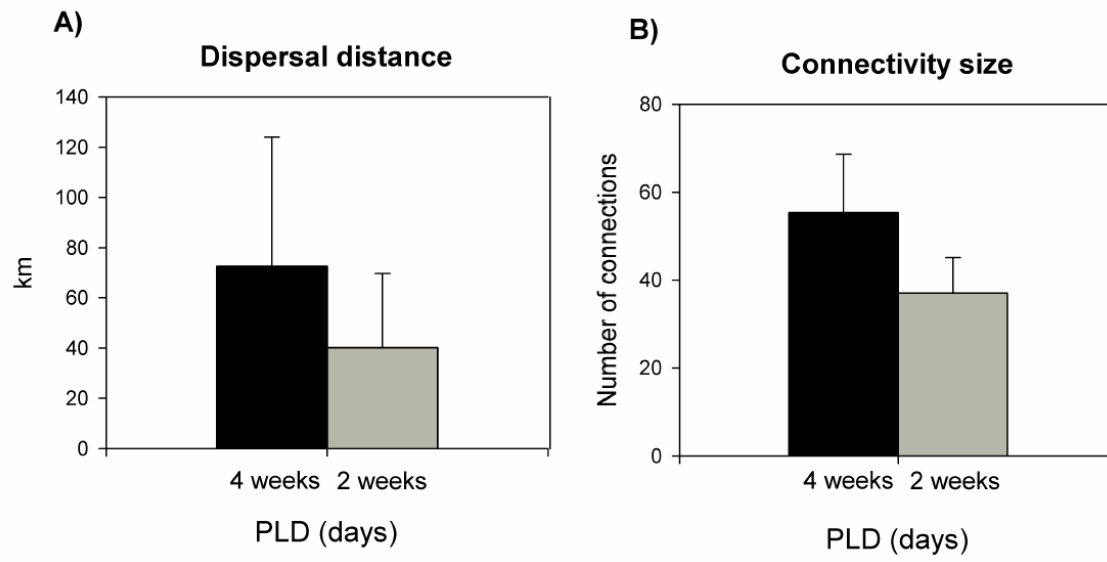 A)
Dispersal distance
140
120
100
80
60
40
20
0
km
4 weeks 2 weeks
PLD (days)
B)
Connectivity size
80
60
40
20
0
Number of connections
4 weeks 2 weeks
PLD (days)